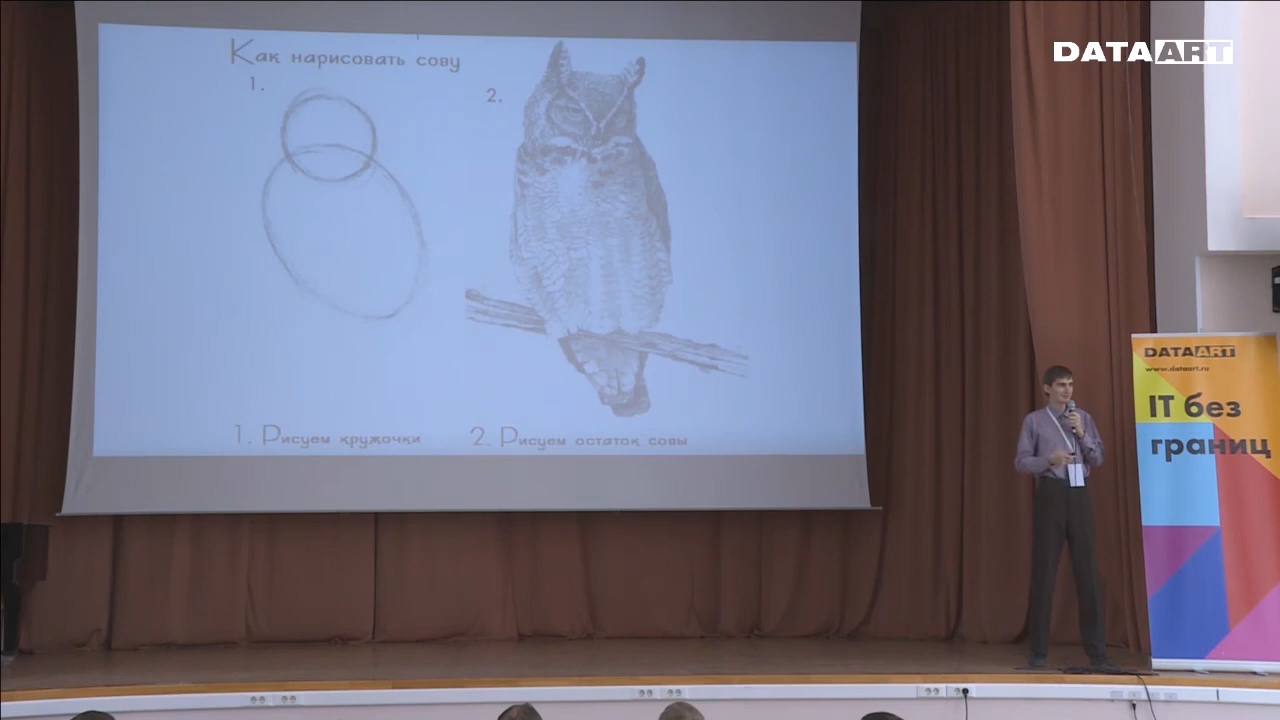 Как нарисовать сову
1.
2.
1. Рисуем кружочки
2. Рисуем остаток совы
DATAART
DATAART
www.dataart.ru
IT без
границ